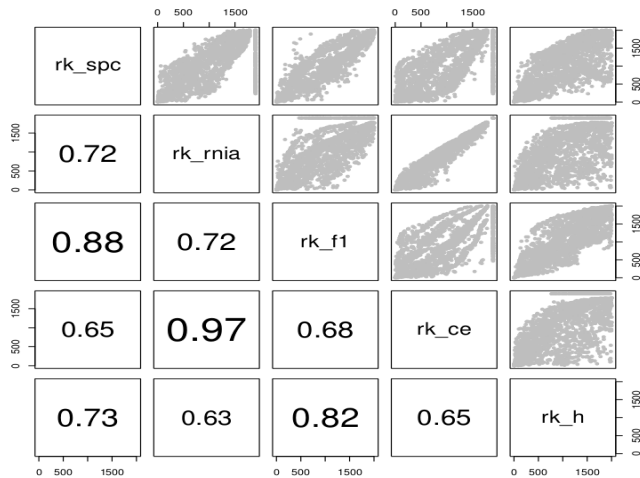 0 500 1500 0 500 1500
rk_spc 0 500 1500
0 500 1500 0.72 rk_rnia
0.88 0.72 rk_f1 0 500 1500
0 500 1500 0.65 0.97 0.68 rk_ce
0.73 0.63 0.82 0.65 rk_h 0 500 1500
0 500 1500 0 500 1500 0 500 1500